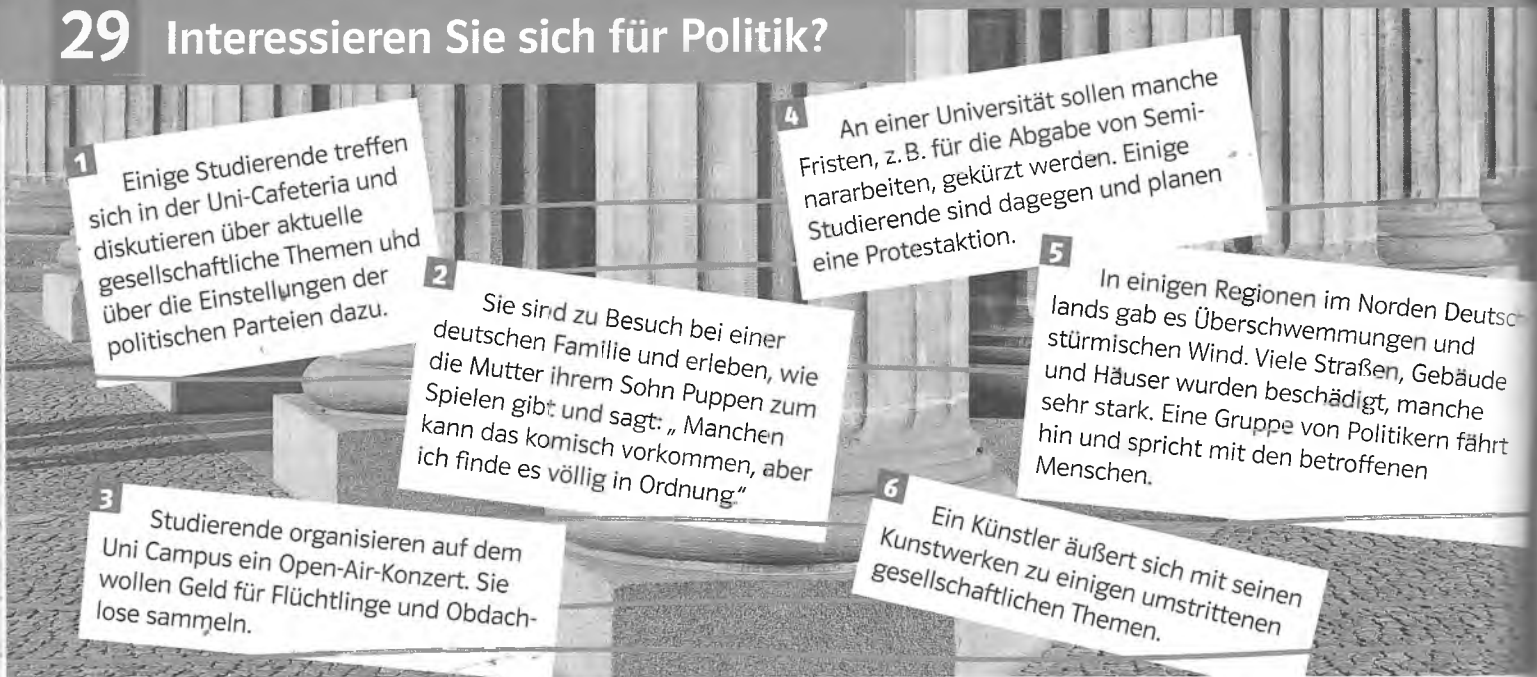 29 Interessieren Sie sich für Politik?
1
Einige Studierende treffen
sich in der Uni-Cafeteria und
diskutieren über aktuelle
gesellschaftliche Themen und
über die Einstellungen der
politischen Parteien dazu.
2
Sie sind zu Besuch bei einer
deutschen Familie und erleben, wie
die Mutter ihrem Sohn Puppen zum
Spielen gibt und sagt: „Manchen
kann das komisch vorkommen, aber
ich finde es völlig in Ordnung“
3
Studierende organisieren auf dem
Uni Campus ein Open-Air-Konzert. Sie
wollen Geld für Flüchtlinge und Obdach-
lose sammeln.
4
An einer Universität sollen manche
Fristen, z. B. für die Abgabe von Semi-
nararbeiten, gekürzt werden. Einige
Studierende sind dagegen und planen
eine Protestaktion.
5
In einigen Regionen im Norden Deutsc
lands gab es Überschwemmungen und
stürmischen Wind. Viele Straßen, Gebäude
und Häuser wurden beschädigt, manche
sehr stark. Eine Gruppe von Politikern fährt
hin und spricht mit den betroffenen
Menschen.
6
Ein Künstler äußert sich mit seinen
Kunstwerken zu einigen umstrittenen
gesellschaftlichen Themen.